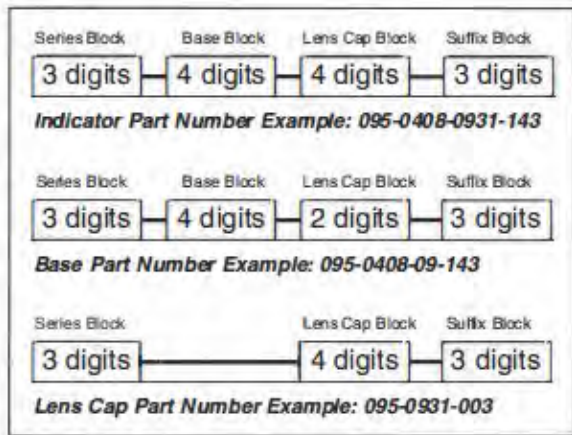 Series Block Base Block Lens Cap Block Suffix Block
3 digits 4 digits 4 digits 3 digits
Indicator Part Number Example: 095-0408-0931-143
Series Block Base Block Lens Cap Block Suffix Block
3 digits 4 digits 2 digits 3 digits
Base Part Number Example: 095-0408-09-143
Series Block Lens Cap Block Suffix Block
3 digits 4 digits 3 digits
Lens Cap Part Number Example: 095-0931-003